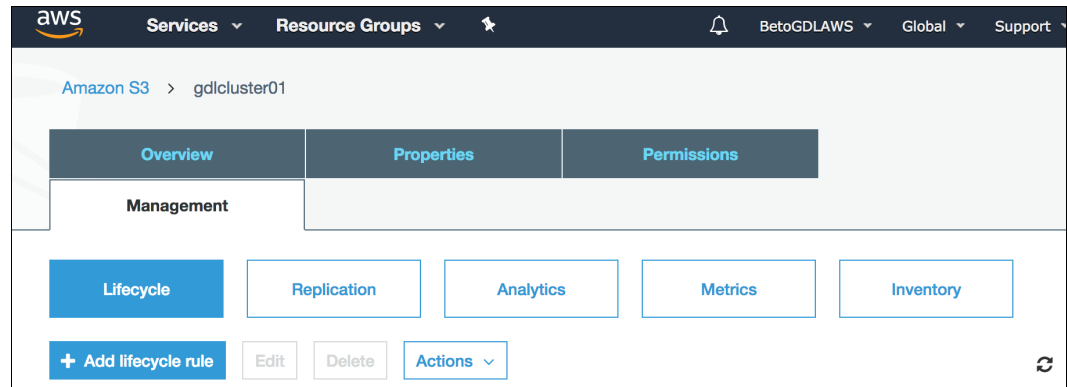 aws Services Resource Groups BetoGDLAWS Global Support
Amazon S3 > gdlcluster01
Overview Properties Permissions
Management
Lifecycle Replication Analytics Metrics Inventory
+ Add lifecycle rule Edit Delete Actions